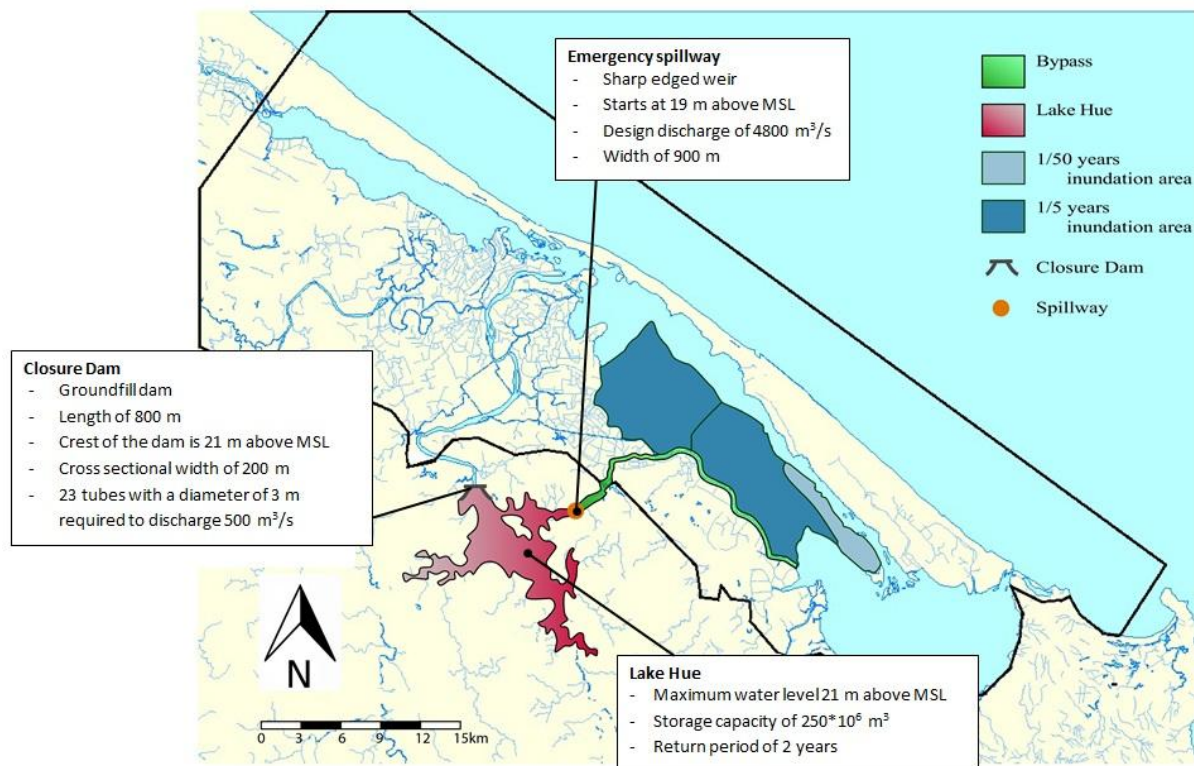 Emergency spillway
- Sharp edged weir
- Starts at 19 m above MSL
- Design discharge of 4800 m³/s
- Width of 900 m
Bypass
Lake Hue
1/50 years
inundation area
1/5 years
inundation area
Closure Dam
Spillway
Closure Dam
- Groundfill dam
- Length of 800 m
- Crest of the dam is 21 m above MSL
- Cross sectional width of 200 m
- 23 tubes with a diameter of 3 m
required to discharge 500 m³/s
N
0 3 6 9 12 15km
Lake Hue
- Maximum water level 21 m above MSL
- Storage capacity of 250*10⁶ m³
- Return period of 2 years